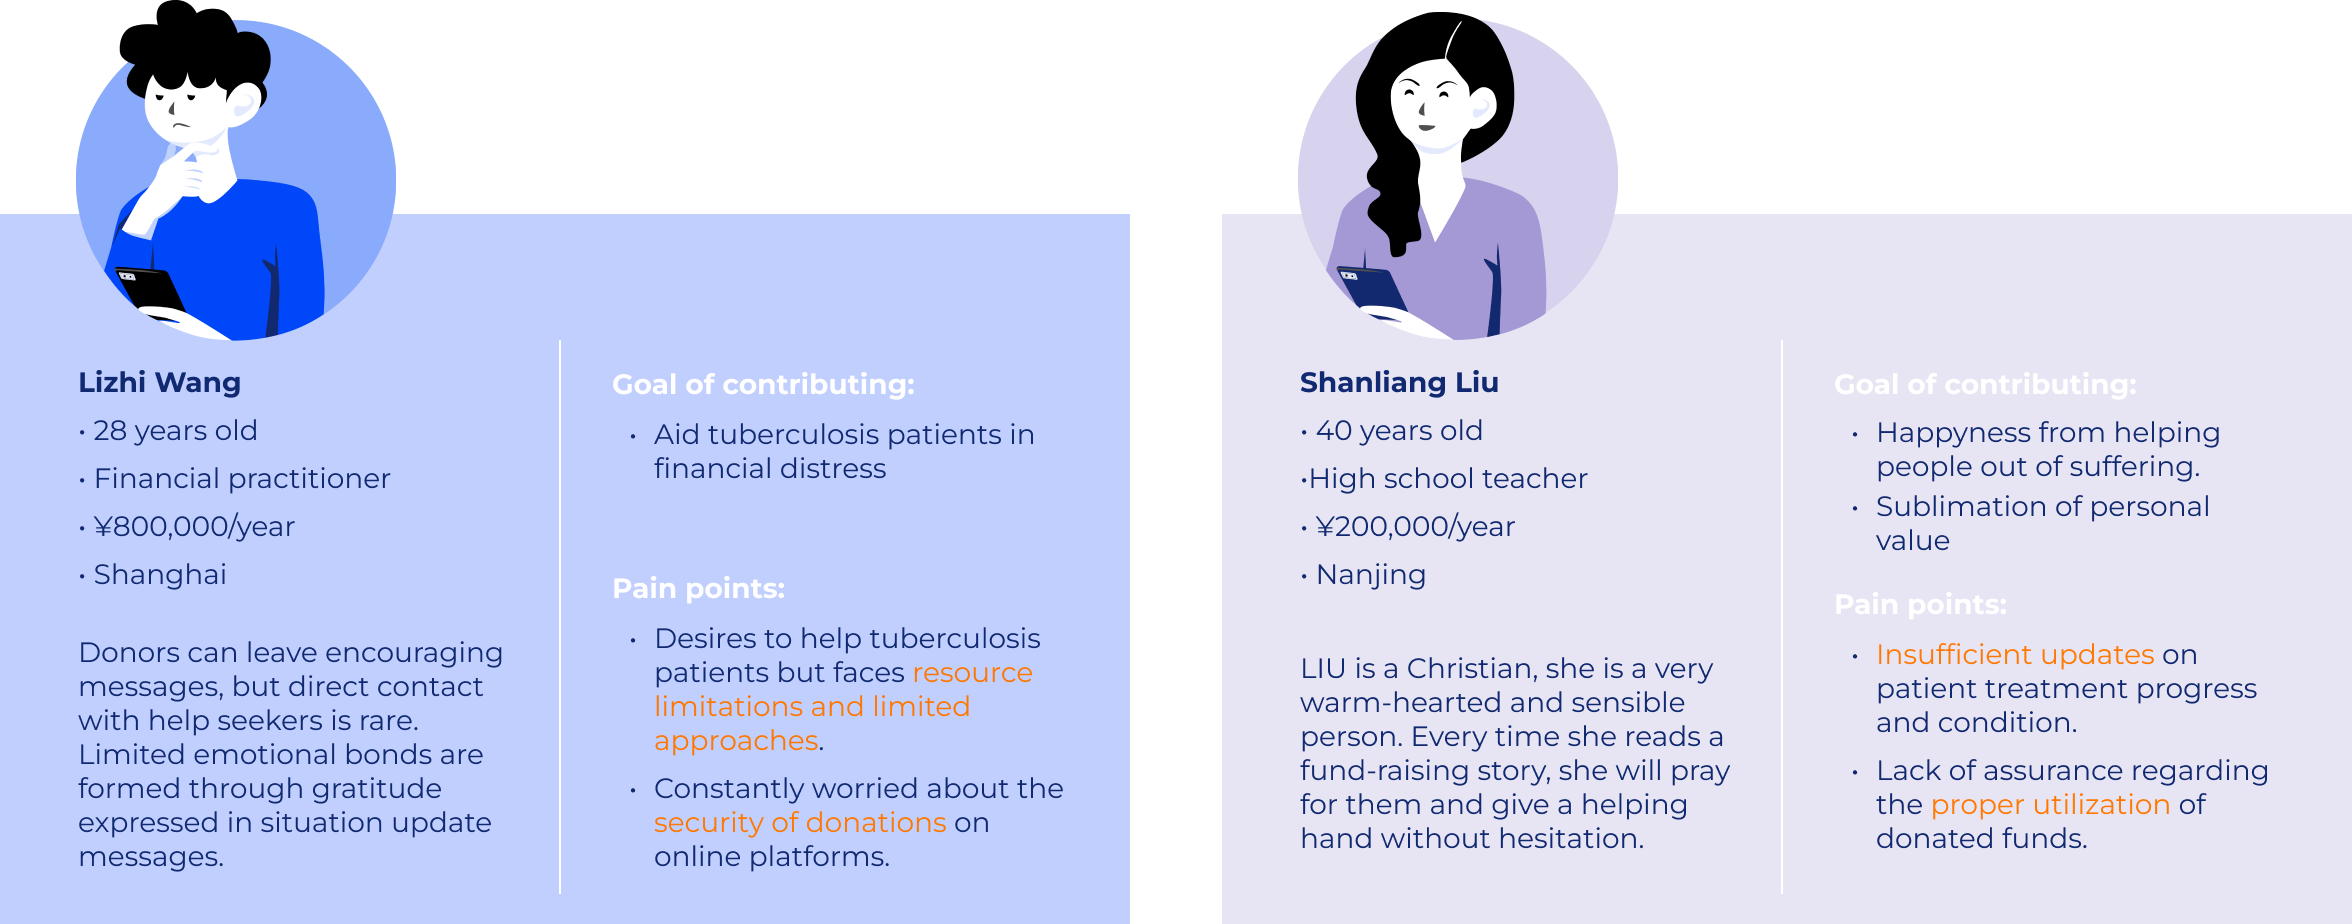 Lizhi Wang
• 28 years old
• Financial practitioner
• ¥800,000/year
• Shanghai
Donors can leave encouraging
messages, but direct contact
with help seekers is rare.
Limited emotional bonds are
formed through gratitude
expressed in situation update
messages.
Goal of contributing:
• Aid tuberculosis patients in
financial distress
Pain points:
• Desires to help tuberculosis
patients but faces resource
limitations and limited
approaches.
• Constantly worried about the
security of donations on
online platforms.
Shanliang Liu
• 40 years old
•High school teacher
• ¥200,000/year
• Nanjing
LIU is a Christian, she is a very
warm-hearted and sensible
person. Every time she reads a
fund-raising story, she will pray
for them and give a helping
hand without hesitation.
Goal of contributing:
• Happyness from helping
people out of suffering.
• Sublimation of personal
value
Pain points:
• Insufficient updates on
patient treatment progress
and condition.
• Lack of assurance regarding
the proper utilization of
donated funds.